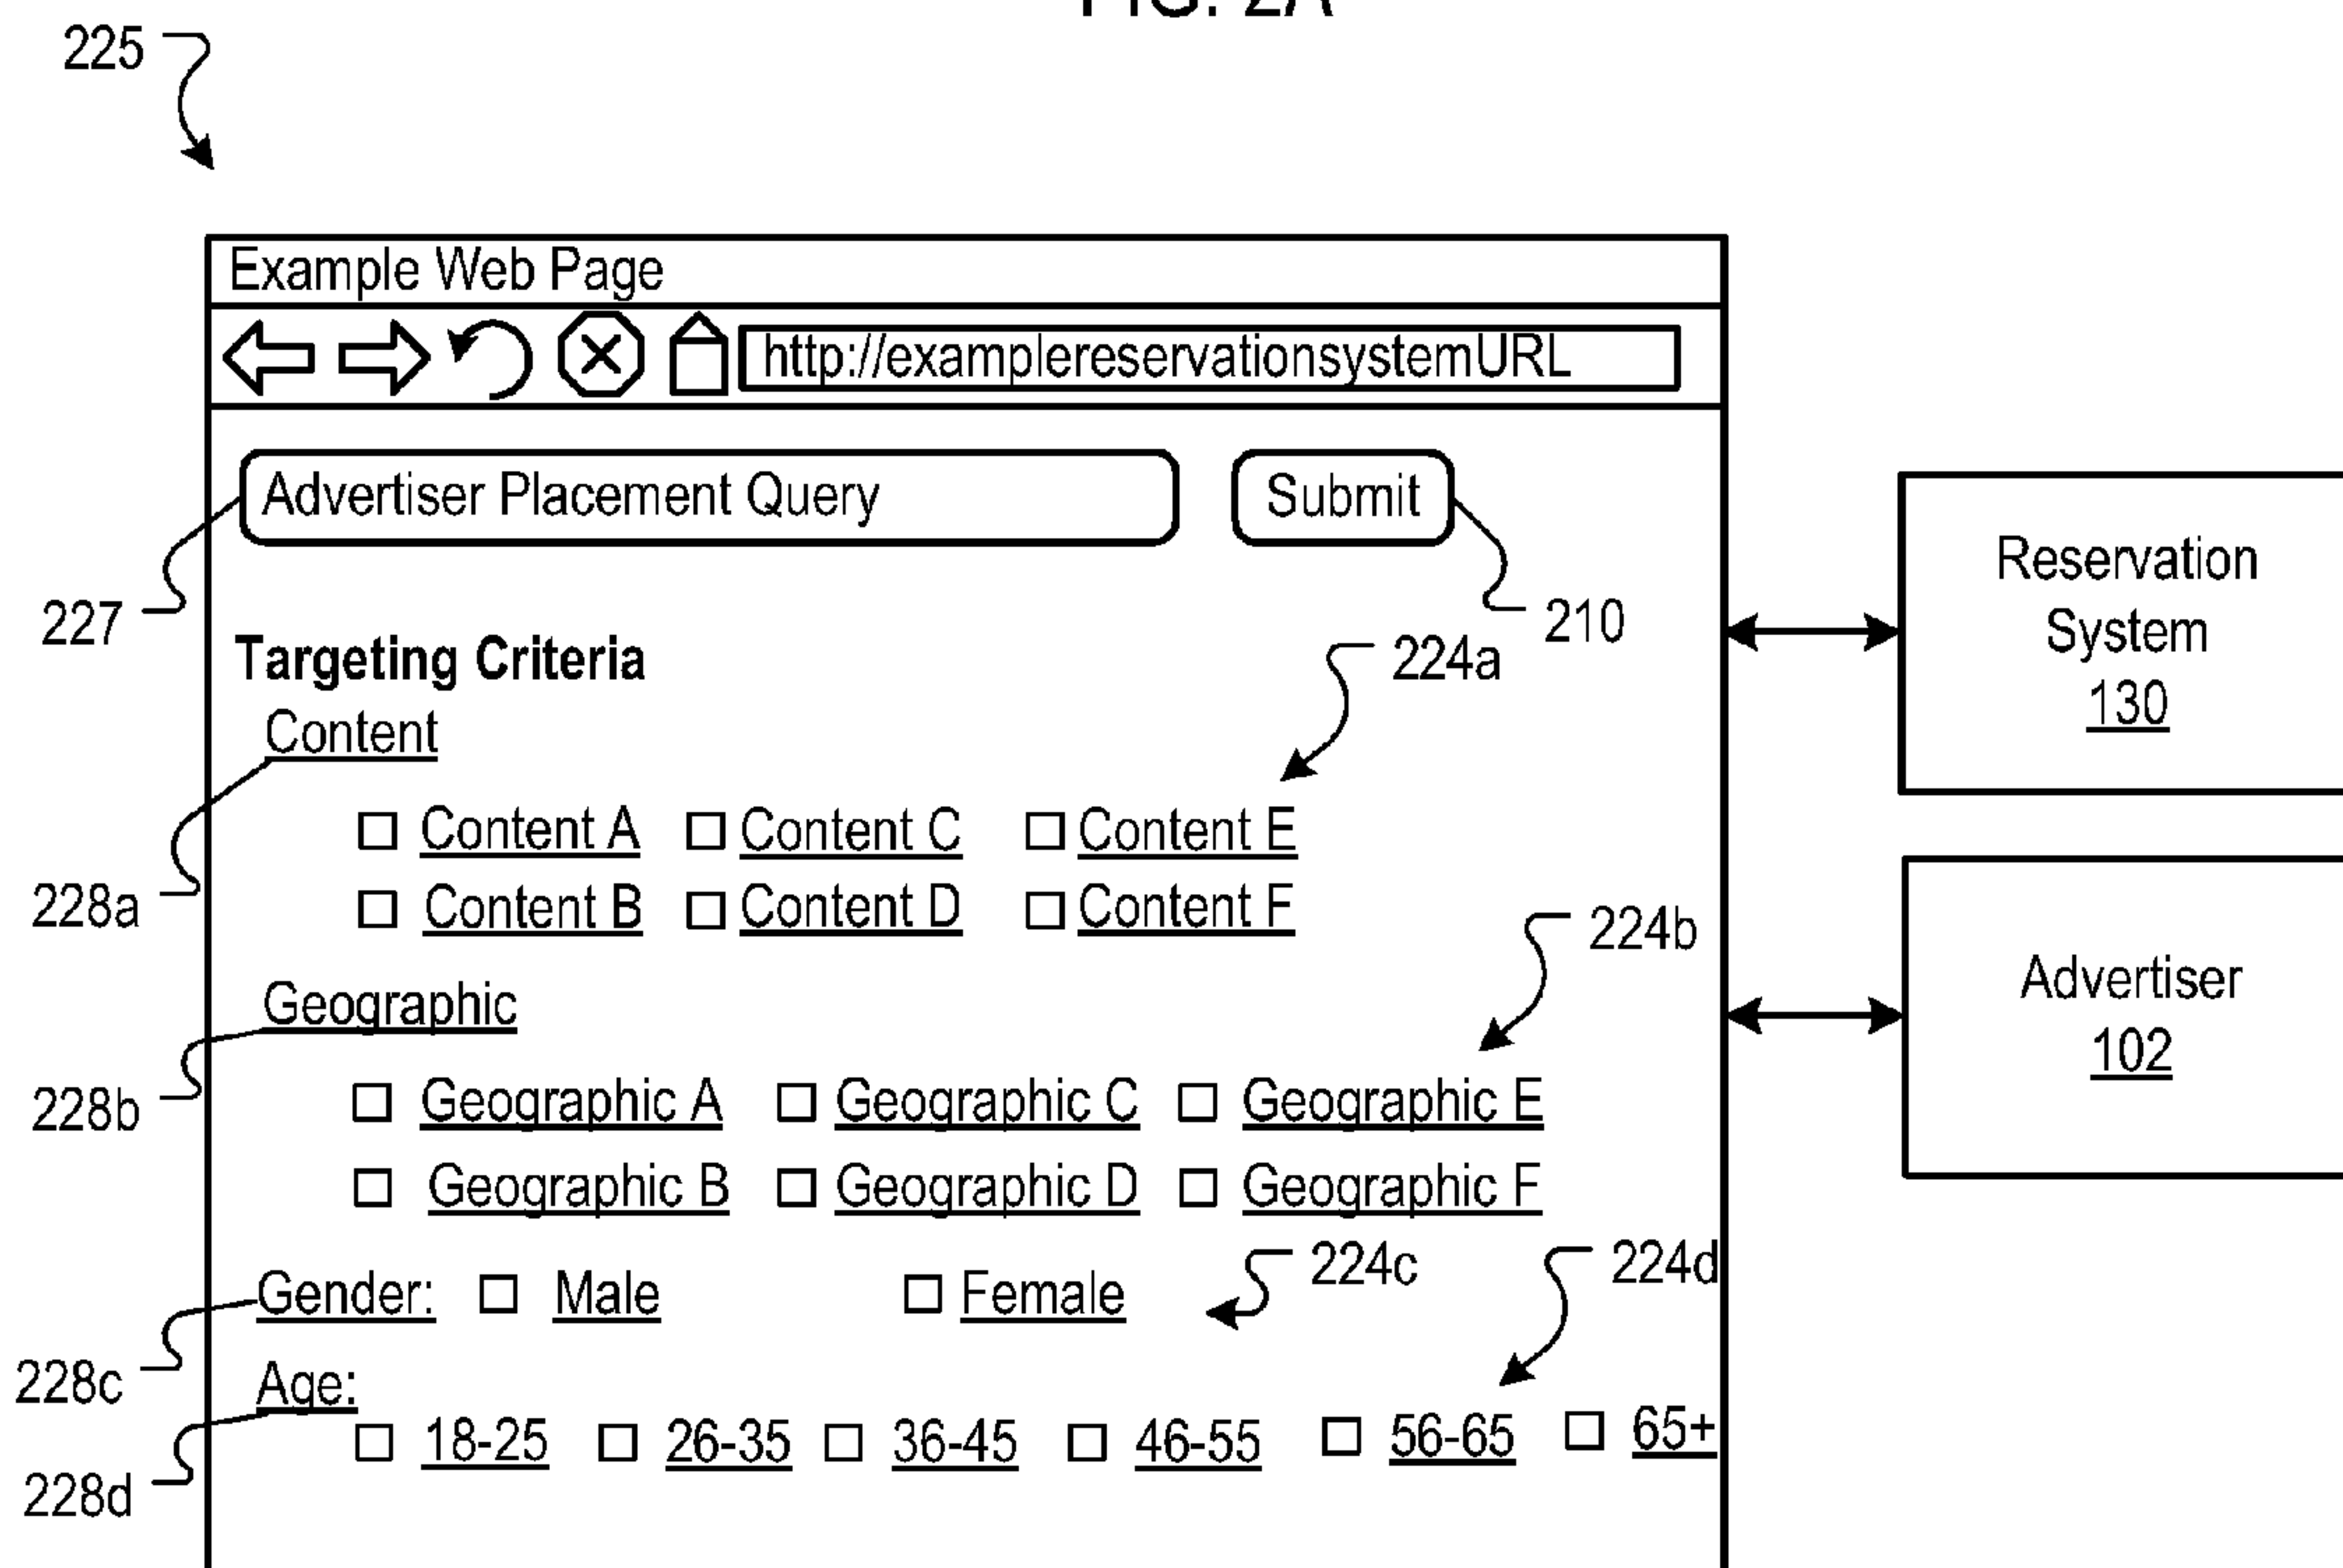 FIG. 2A
225
Example Web Page
http://examplereservationsystemURL
Advertiser Placement Query
Submit
227
210
Targeting Criteria
224a
Content
Content A Content C Content E
228a
Content B Content D Content F
224b
Geographic
228b
Geographic A Geographic C Geographic E
Geographic B Geographic D Geographic F
224c
224d
Gender: Male Female
228c
Age:
18-25 26-35 36-45 46-55 56-65 65+
228d
Reservation
System
130
Advertiser
102